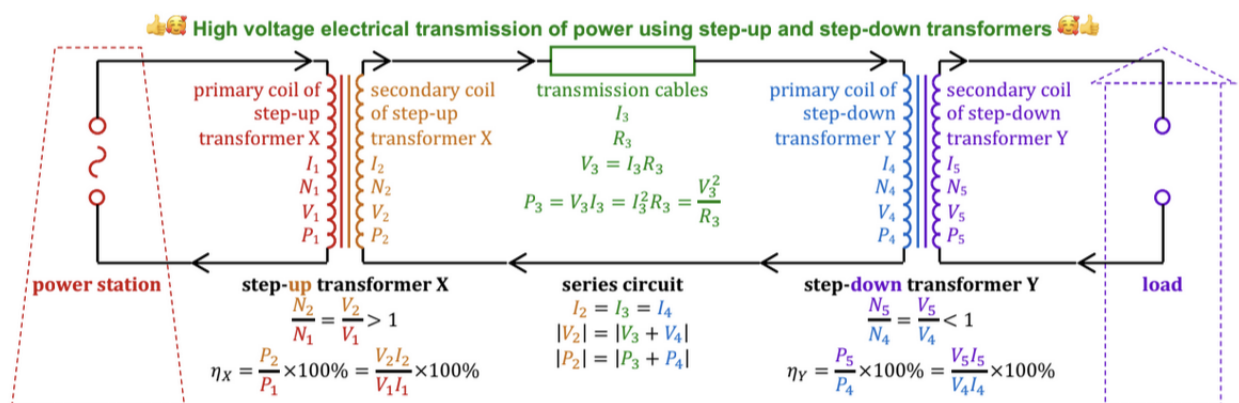 👍🥰 High voltage electrical transmission of power using step-up and step-down transformers 🥰👍
primary coil of
step-up
transformer X
I₁
N₁
V₁
P₁
secondary coil
of step-up
transformer X
I₂
N₂
V₂
P₂
transmission cables
I₃
R₃
V₃ = I₃R₃
P₃ = V₃I₃ = I₃²R₃ = V₃²/R₃
primary coil of
step-down
transformer Y
I₄
N₄
V₄
P₄
secondary coil
of step-down
transformer Y
I₅
N₅
V₅
P₅
power station
step-up transformer X
N₂/N₁ = V₂/V₁ > 1
η_X = P₂/P₁ ×100% = V₂I₂/V₁I₁ ×100%
series circuit
I₂ = I₃ = I₄
|V₂| = |V₃ + V₄|
|P₂| = |P₃ + P₄|
step-down transformer Y
N₅/N₄ = V₅/V₄ < 1
η_Y = P₅/P₄ ×100% = V₅I₅/V₄I₄ ×100%
load